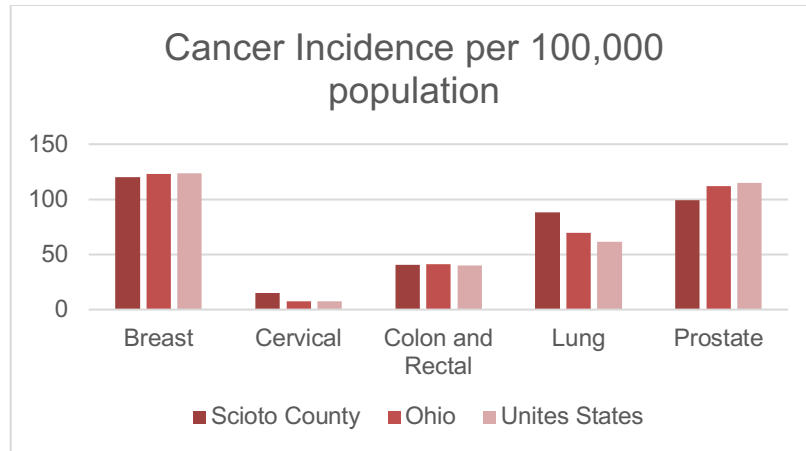 Cancer Incidence per 100,000
population
150
100
50
0
Breast
Cervical
Colon and
Rectal
Lung
Prostate
Scioto County
Ohio
Unites States